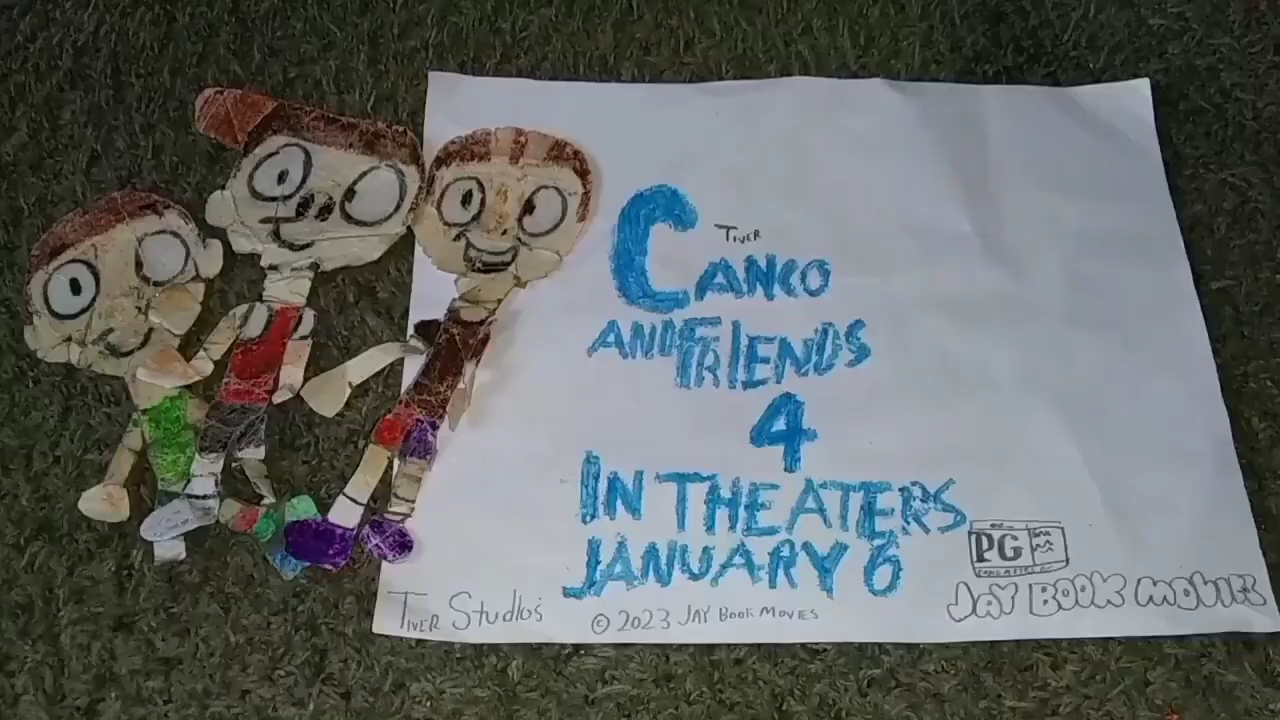 TIVER
CANCO
AND FRIENDS
4
IN THEATERS
JANUARY 6
PG
JAY BOOK MOVIES
TIVER STUDIOS
© 2023 JAY BOOK MOVIES